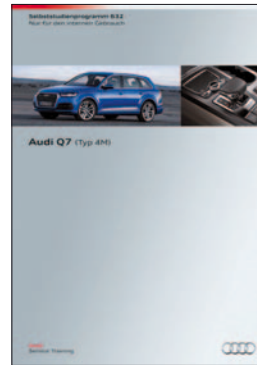 Selbststudienprogramm 632
Nur für den internen Gebrauch
Audi Q7 (Typ 4M)
Audi
Service Training